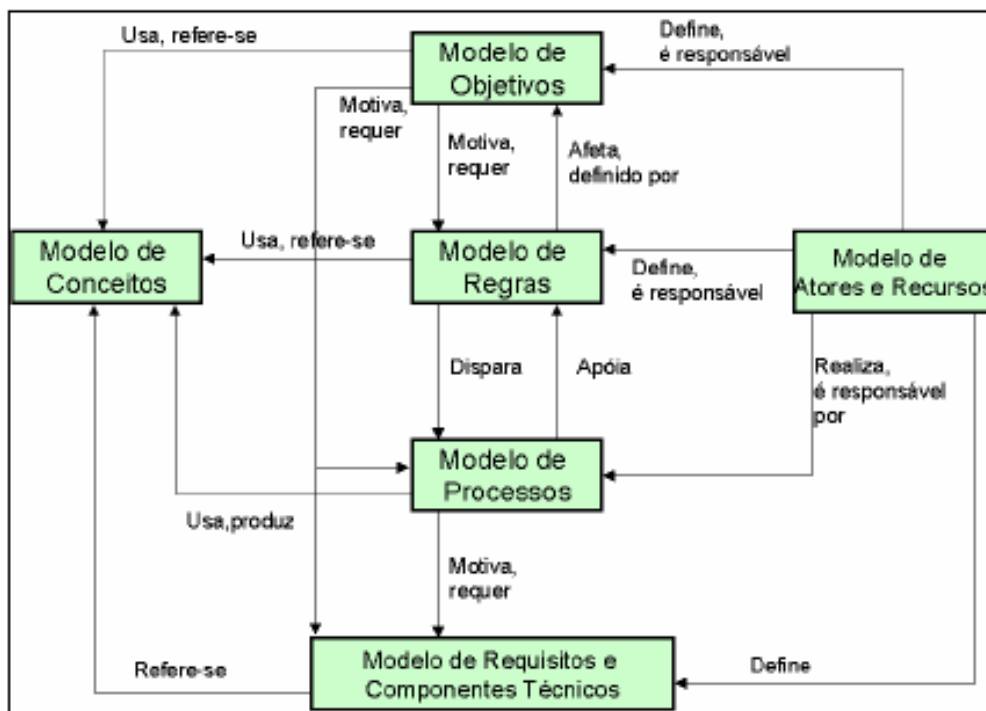 Usa, refere-se
Modelo de
Objetivos
Define,
é responsável
Motiva,
requer
Motiva,
requer
Afeta,
definido por
Modelo de
Conceitos
Usa, refere-se
Modelo de
Regras
Define,
é responsável
Modelo de
Atores e Recursos
Dispara
Apóia
Realiza,
é responsável
por
Modelo de
Processos
Usa,produz
Motiva,
requer
Refere-se
Modelo de Requisitos e
Componentes Técnicos
Define